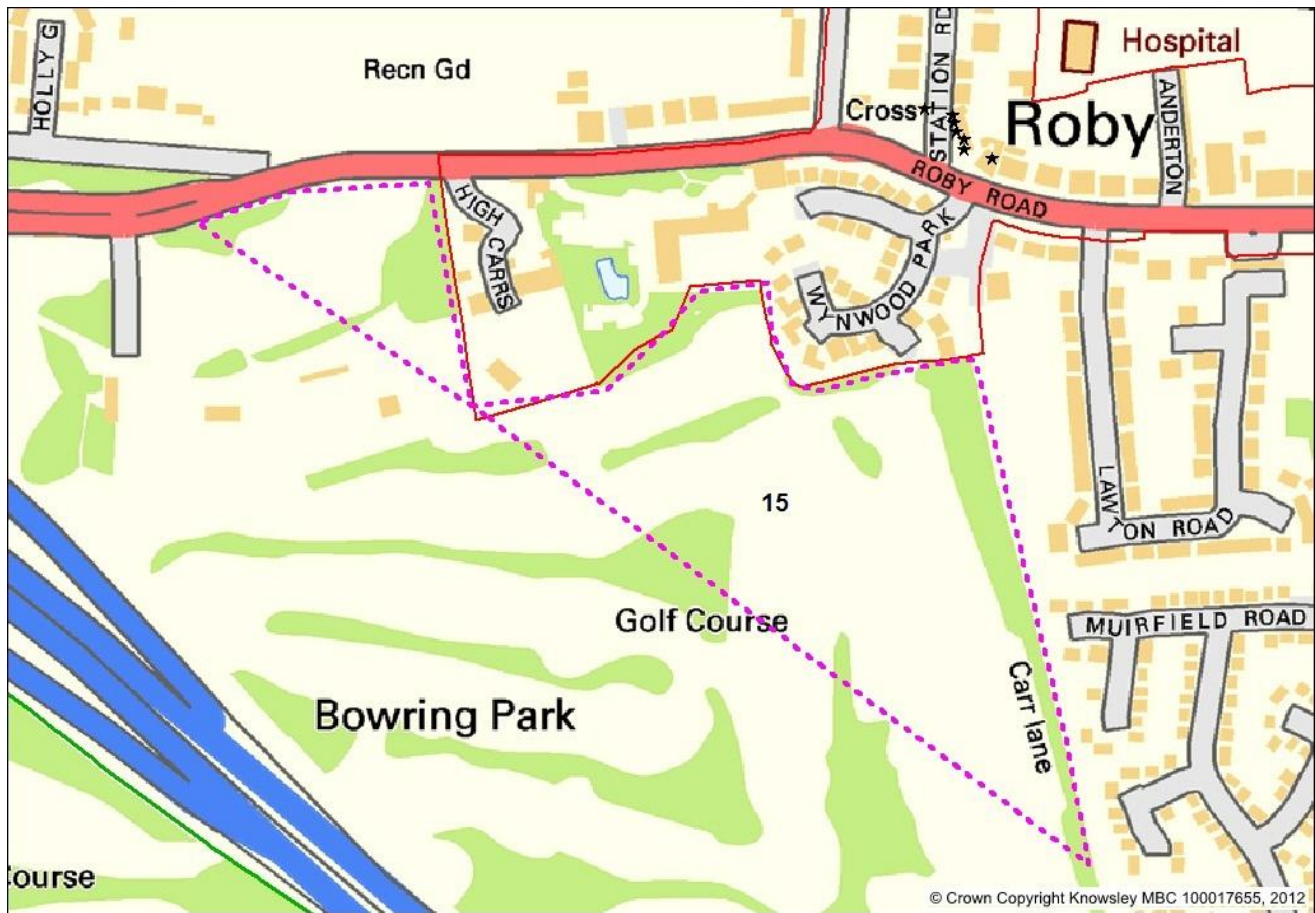 HOLLY G
Recn Gd
Cross
STATION RD
Hospital
Roby
ANDERTON
ROBY ROAD
HIGH CARRS
WYNWOOD PARK
LAWTON ROAD
15
Golf Course
MUIRFIELD ROAD
Bowring Park
Carr lane
ourse
© Crown Copyright Knowsley MBC 100017655, 2012